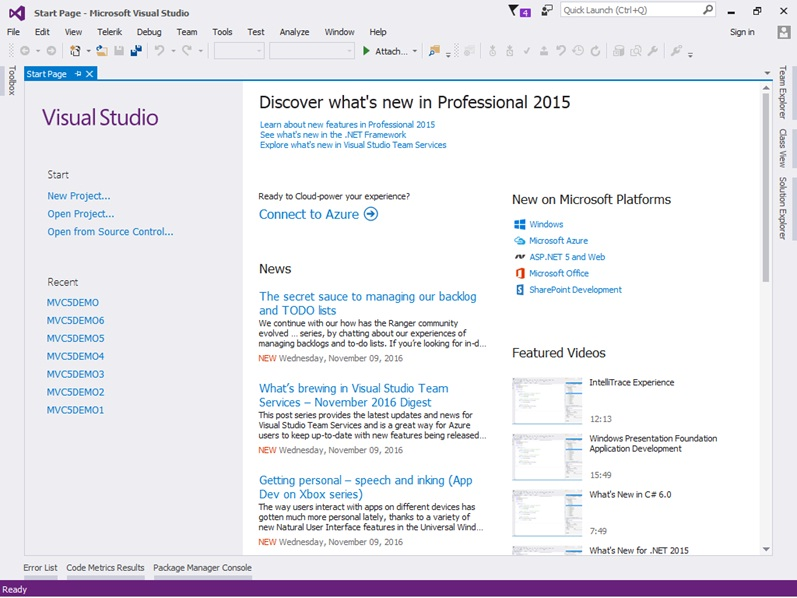 Start Page - Microsoft Visual Studio
4
Quick Launch (Ctrl+Q)
File Edit View Telerik Debug Team Tools Test Analyze Window Help
Sign in
Attach...
Toolbox
Start Page
Team Explorer
Class View
Solution Explorer
Visual Studio
Start
New Project...
Open Project...
Open from Source Control...
Recent
MVC5DEMO
MVC5DEMO6
MVC5DEMO5
MVC5DEMO4
MVC5DEMO3
MVC5DEMO2
MVC5DEMO1
Discover what's new in Professional 2015
Learn about new features in Professional 2015
See what's new in the .NET Framework
Explore what's new in Visual Studio Team Services
Ready to Cloud-power your experience?
Connect to Azure
News
The secret sauce to managing our backlog
and TODO lists
We continue with our how has the Ranger community
evolved … series, by chatting about our experiences of
managing backlogs and to-do lists. If you're looking for in-d...
NEW Wednesday, November 09, 2016
What's brewing in Visual Studio Team
Services – November 2016 Digest
This post series provides the latest updates and news for
Visual Studio Team Services and is a great way for Azure
users to keep up-to-date with new features being released...
NEW Wednesday, November 09, 2016
Getting personal – speech and inking (App
Dev on Xbox series)
The way users interact with apps on different devices has
gotten much more personal lately, thanks to a variety of
new Natural User Interface features in the Universal Wind...
NEW Wednesday, November 09, 2016
New on Microsoft Platforms
Windows
Microsoft Azure
ASP.NET 5 and Web
Microsoft Office
SharePoint Development
Featured Videos
IntelliTrace Experience
12:13
Windows Presentation Foundation
Application Development
15:49
What's New in C# 6.0
7:49
What's New for .NET 2015
Error List Code Metrics Results Package Manager Console
Ready